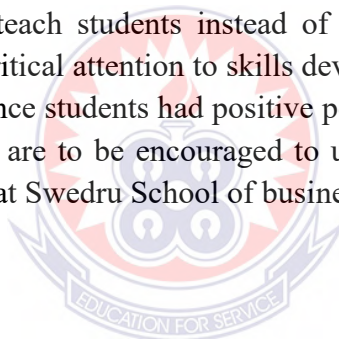 teach students instead of
ritical attention to skills dev
nce students had positive p
are to be encouraged to u
at Swedru School of busine
EDUCATION FOR SERVICE